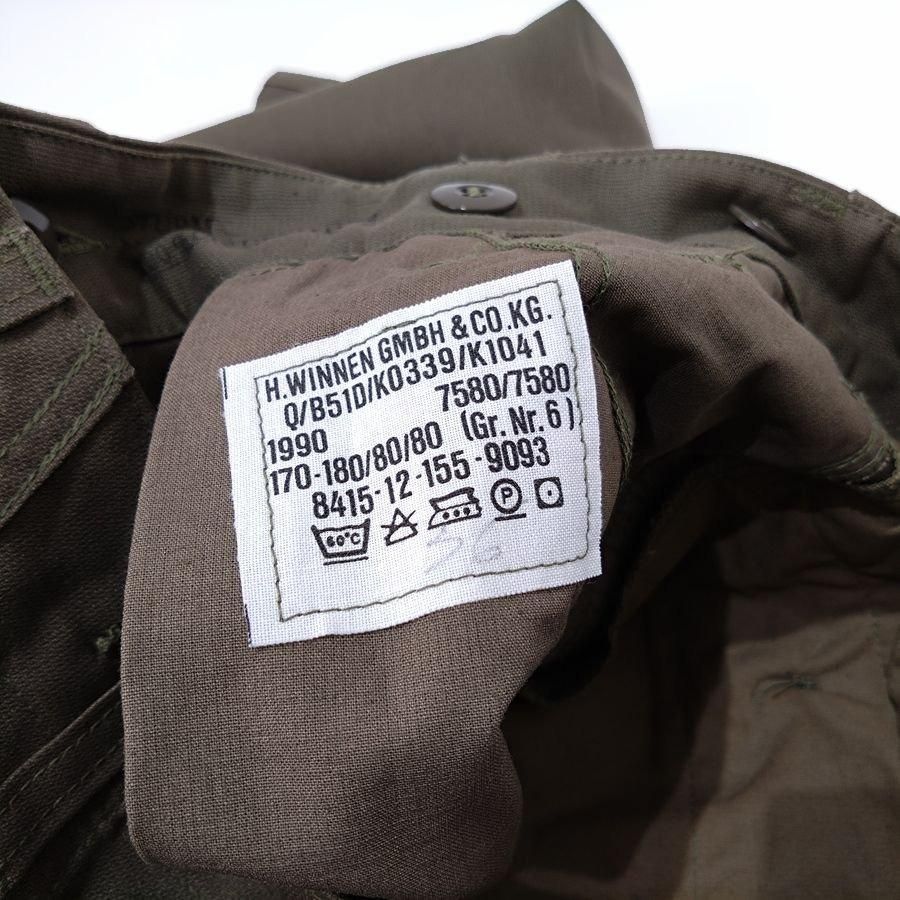 H.WINNEN GMBH & CO.KG.
Q/B51D/K0339/K1041
1990 7580/7580
170-180/80/80 (Gr. Nr. 6)
8415-12-155-9093
60°C P
56